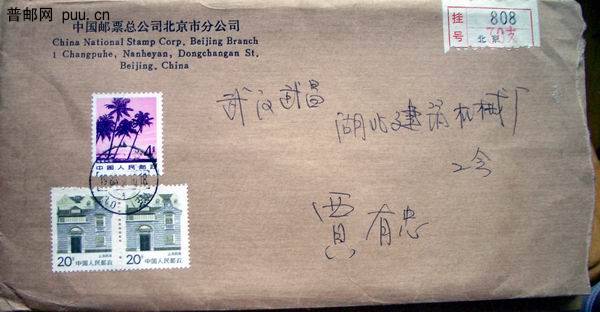 普邮网 puu.cn
中国邮票总公司北京市分公司
China National Stamp Corp., Beijing Branch
1 Changpuhe, Nanheyan, Dongchangan St.
Beijing, China
挂号
808
北京
武汉武昌
湖北建筑机械厂
工会
贾有忠
中国人民邮政
20分 中国人民邮政
20分 中国人民邮政